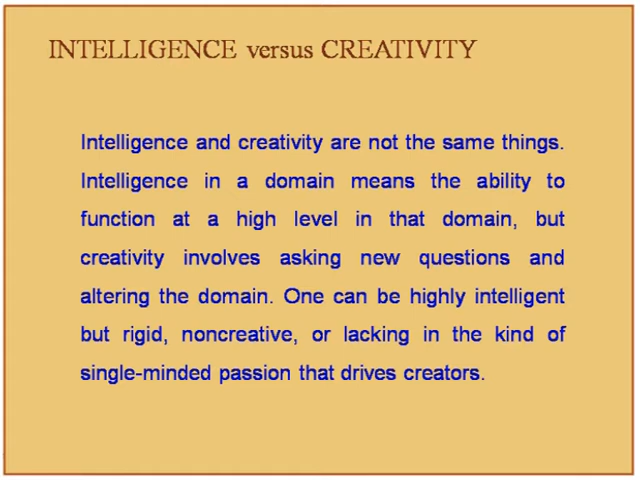 INTELLIGENCE versus CREATIVITY
Intelligence and creativity are not the same things.
Intelligence in a domain means the ability to
function at a high level in that domain, but
creativity involves asking new questions and
altering the domain. One can be highly intelligent
but rigid, noncreative, or lacking in the kind of
single-minded passion that drives creators.